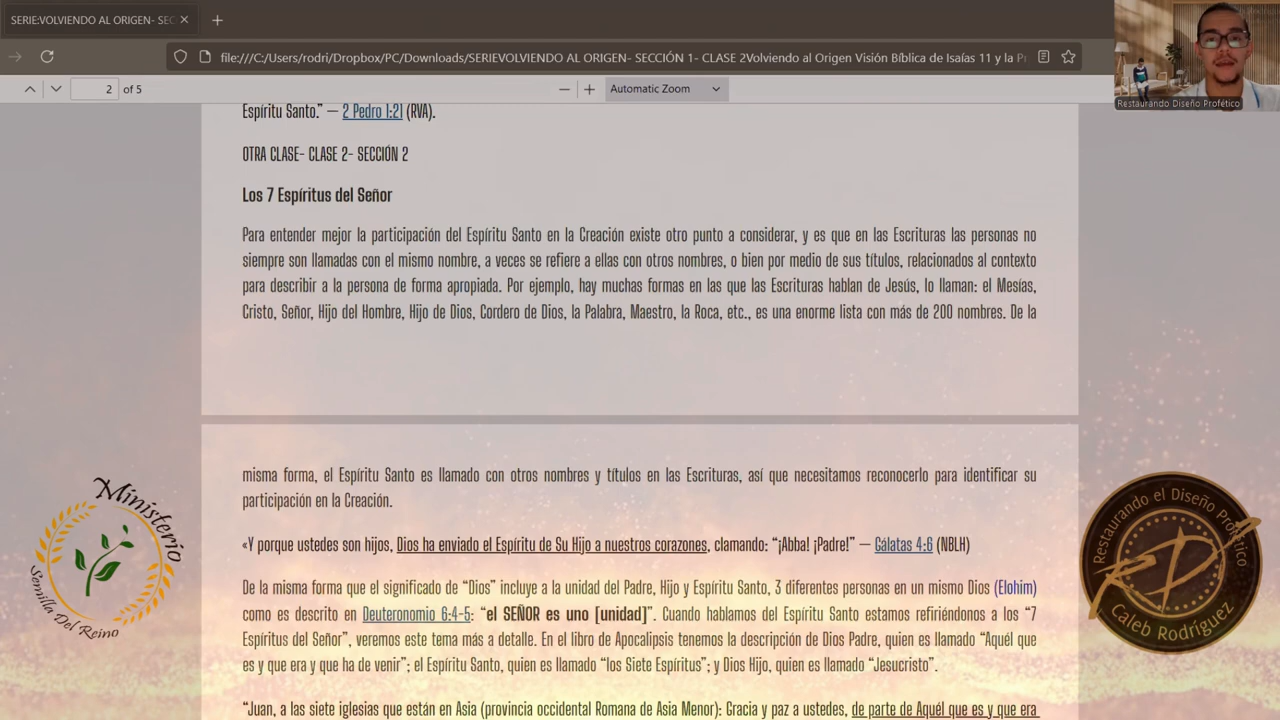 SERIE:VOLVIENDO AL ORIGEN- SEC
file:///C:/Users/rodri/Dropbox/PC/Downloads/SERIEVOLVIENDO AL ORIGEN- SECCIÓN 1- CLASE 2Volviendo al Origen Visión Bíblica de Isaías 11 y la Pr
2 of 5
Automatic Zoom
Restaurando Diseño Profético
Espíritu Santo.” — 2 Pedro 1:21 (RVA).
OTRA CLASE- CLASE 2- SECCIÓN 2
Los 7 Espíritus del Señor
Para entender mejor la participación del Espíritu Santo en la Creación existe otro punto a considerar, y es que en las Escrituras las personas no
siempre son llamadas con el mismo nombre, a veces se refiere a ellas con otros nombres, o bien por medio de sus títulos, relacionados al contexto
para describir a la persona de forma apropiada. Por ejemplo, hay muchas formas en las que las Escrituras hablan de Jesús, lo llaman: el Mesías,
Cristo, Señor, Hijo del Hombre, Hijo de Dios, Cordero de Dios, la Palabra, Maestro, la Roca, etc., es una enorme lista con más de 200 nombres. De la
misma forma, el Espíritu Santo es llamado con otros nombres y títulos en las Escrituras, así que necesitamos reconocerlo para identificar su
participación en la Creación.
«Y porque ustedes son hijos, Dios ha enviado el Espíritu de Su Hijo a nuestros corazones, clamando: “¡Abba! ¡Padre!” — Gálatas 4:6 (NBLH)
De la misma forma que el significado de “Dios” incluye a la unidad del Padre, Hijo y Espíritu Santo, 3 diferentes personas en un mismo Dios (Elohim)
como es descrito en Deuteronomio 6:4-5: “el SEÑOR es uno [unidad]”. Cuando hablamos del Espíritu Santo estamos refiriéndonos a los “7
Espíritus del Señor”, veremos este tema más a detalle. En el libro de Apocalipsis tenemos la descripción de Dios Padre, quien es llamado “Aquél que
es y que era y que ha de venir”; el Espíritu Santo, quien es llamado “los Siete Espíritus”; y Dios Hijo, quien es llamado “Jesucristo”.
“Juan, a las siete iglesias que están en Asia (provincia occidental Romana de Asia Menor): Gracia y paz a ustedes, de parte de Aquél que es y que era
Ministerio
Semilla Del Reino
Restaurando el Diseño Profético
RD
Caleb Rodríguez